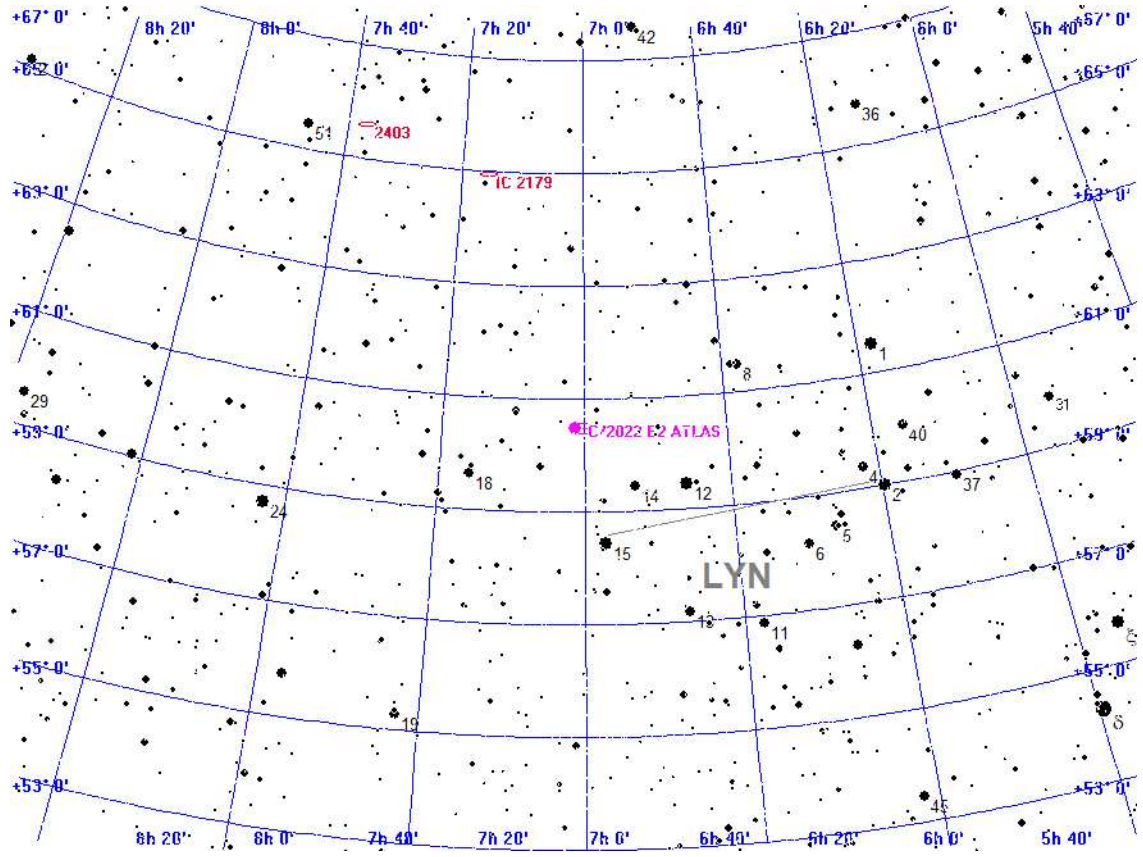 +67° 0'
8h 20'
8h 0'
7h 40'
7h 20'
7h 0'
6h 40'
6h 20'
6h 0'
5h 40'
+67° 0'
42
+65° 0'
+65° 0'
36
51
2403
IC 2179
+63° 0'
+63° 0'
+61° 0'
+61° 0'
1
8
29
31
C/2022 E2 ATLAS
40
+59° 0'
+59° 0'
18
14
12
4
2
37
24
5
+57° 0'
15
6
+57° 0'
LYN
13
11
ξ
+55° 0'
+55° 0'
19
δ
+53° 0'
+53° 0'
45
8h 20'
8h 0'
7h 40'
7h 20'
7h 0'
6h 40'
6h 20'
6h 0'
5h 40'